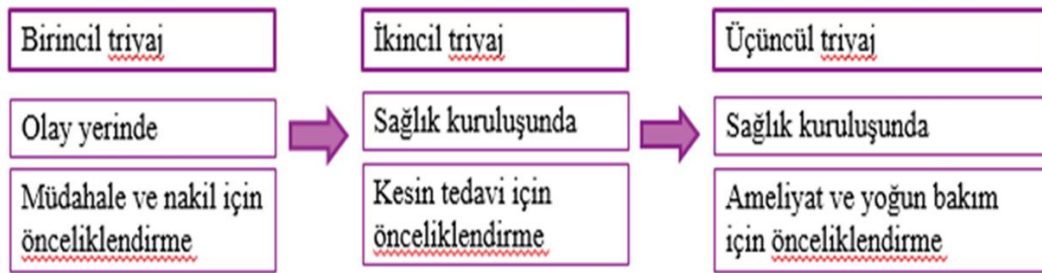 Birincil triyaj
İkincil triyaj
Üçüncül triyaj
Olay yerinde
Sağlık kuruluşunda
Sağlık kuruluşunda
Müdahale ve nakil için
önceliklendirme
Kesin tedavi için
önceliklendirme
Ameliyat ve yoğun bakım
için önceliklendirme